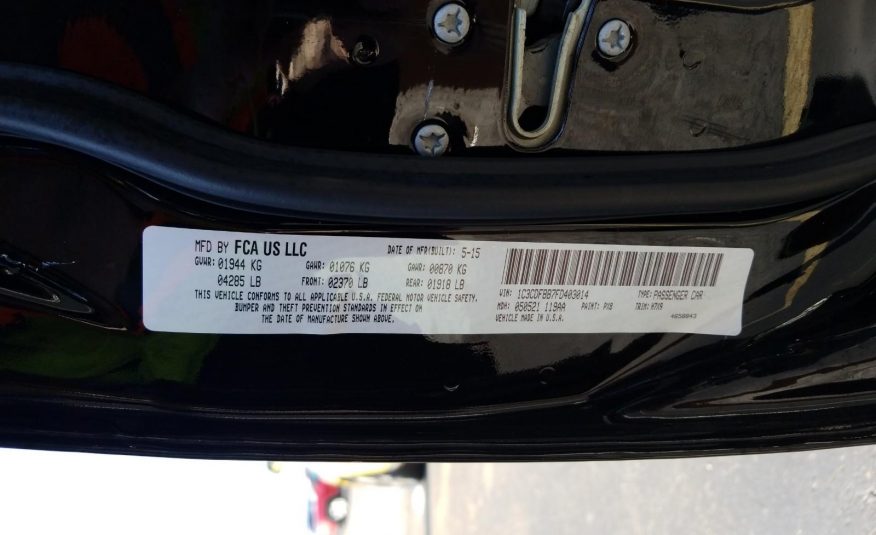 MFD BY FCA US LLC DATE OF MFR(BUILT): 5-15
GVWR: 01944 KG GAWR: 01076 KG GAWR: 00870 KG
04285 LB FRONT: 02370 LB REAR: 01918 LB
THIS VEHICLE CONFORMS TO ALL APPLICABLE U.S.A. FEDERAL MOTOR VEHICLE SAFETY,
BUMPER AND THEFT PREVENTION STANDARDS IN EFFECT ON
THE DATE OF MANUFACTURE SHOWN ABOVE.
VIN: 1C3CDFBB7FD403014 TYPE: PASSENGER CAR
MDH: 050521 119AA PAINT: PX8 TRIM:
VEHICLE MADE IN U.S.A.